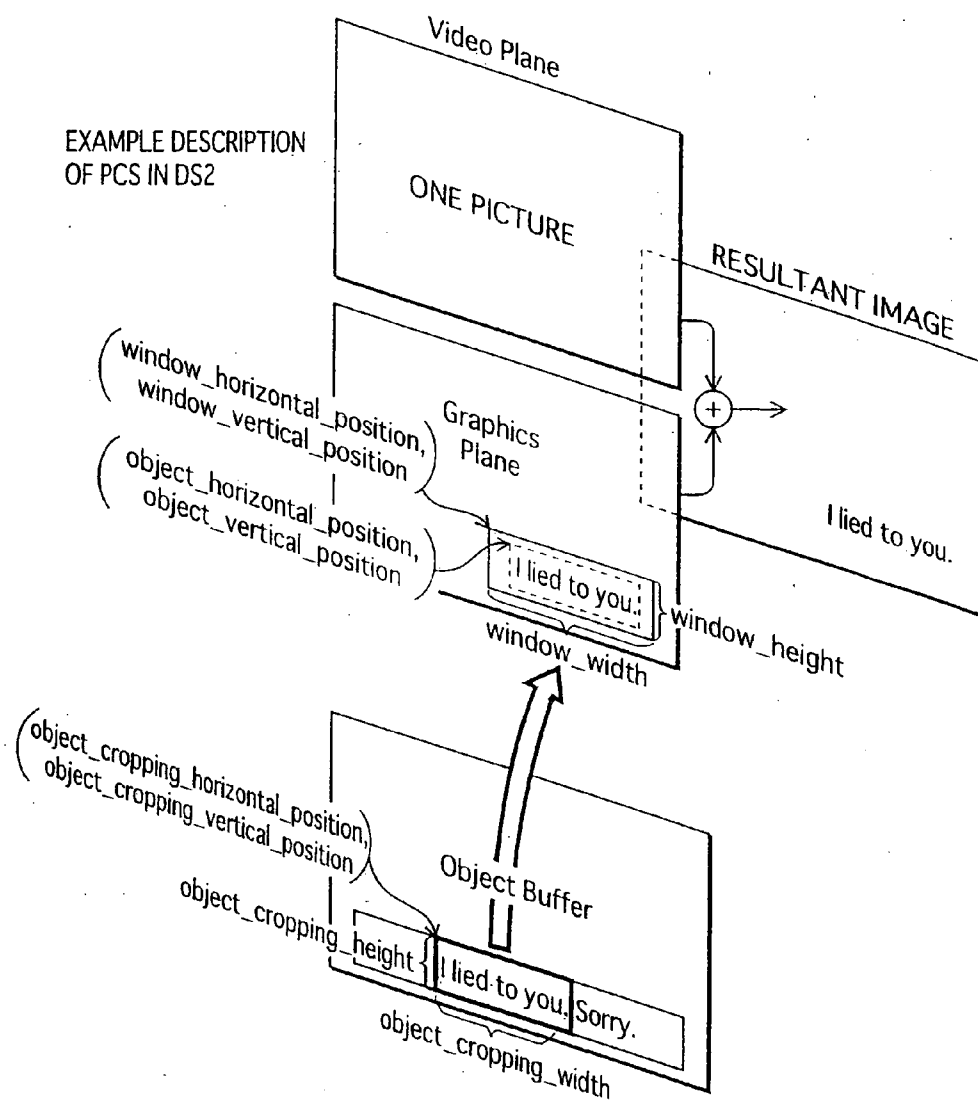 Video Plane
EXAMPLE DESCRIPTION
OF PCS IN DS2
ONE PICTURE
RESULTANT IMAGE
(window_horizontal_position,
window_vertical_position)
Graphics
Plane
(object_horizontal_position,
object_vertical_position)
+
I lied to you.
I lied to you.
window_height
window_width
(object_cropping_horizontal_position,
object_cropping_vertical_position)
Object Buffer
object_cropping_height
I lied to you. Sorry.
object_cropping_width